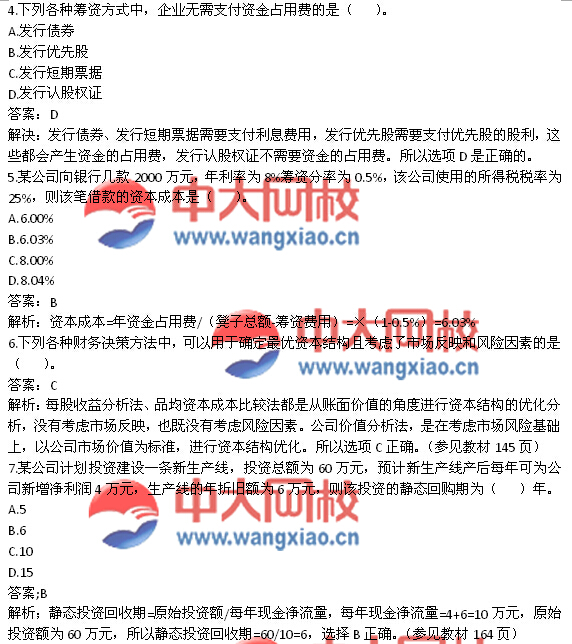 4.下列各种筹资方式中，企业无需支付资金占用费的是（　　）。
A.发行债券
B.发行优先股
C.发行短期票据
D.发行认股权证
答案： D
解决：发行债券、发行短期票据需要支付利息费用，发行优先股需要支付优先股的股利，这
些都会产生资金的占用费，发行认股权证不需要资金的占用费。所以选项 D 是正确的。
5.某公司向银行几款 2000 万元，年利率为 8%筹资分率为 0.5%，该公司使用的所得税税率为
25%，则该笔借款的资本成本是（　　）。
中大网校
A.6.00%
www.wangxiao.cn
B.6.03%
C.8.00%
D.8.04%
答案： B
解析：资本成本=年资金占用费/（凳子总额-筹资费用）=×（1-0.5%）=6.03%
中大网校
6.下列各种财务决策方法中，可以用于确定最优资本结构且考虑了市场反映和风险因素的是
（　　）。
www.wangxiao.cn
答案： C
解析：每股收益分析法、品均资本成本比较法都是从账面价值的角度进行资本结构的优化分
析，没有考虑市场反映，也既没有考虑风险因素。公司价值分析法，是在考虑市场风险基础
上，以公司市场价值为标准，进行资本结构优化。所以选项 C 正确。（参见教材 145 页）
7.某公司计划投资建设一条新生产线，投资总额为 60 万元，预计新生产线产后每年可为公
司新增净利润 4 万元，生产线的年折旧额为 6 万元，则该投资的静态回购期为（　　）年。
中大网校
A.5
B.6
www.wangxiao.cn
C.10
D.15
答案;B
解析；静态投资回收期=原始投资额/每年现金净流量，每年现金净流量=4+6=10 万元，原始
投资额为 60 万元，所以静态投资回收期=60/10=6，选择 B 正确。（参见教材 164 页）